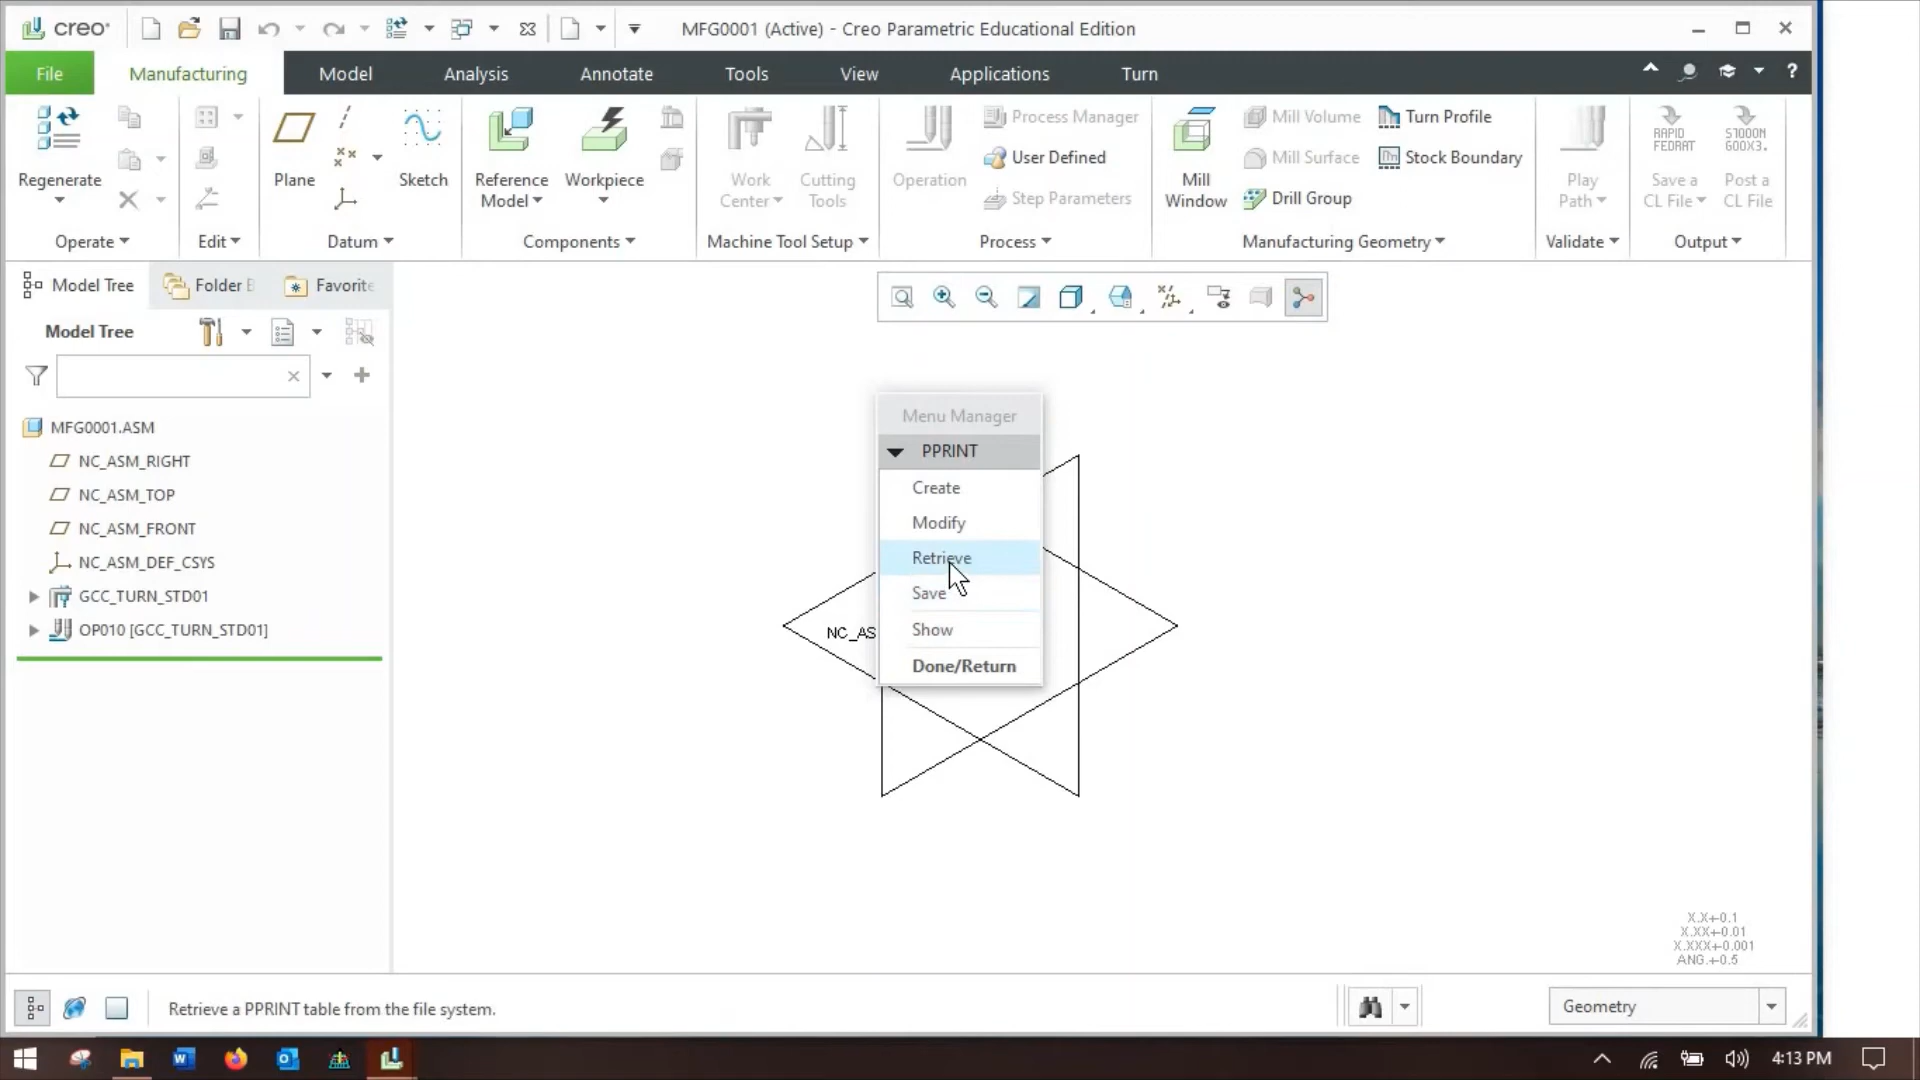 creo
MFG0001 (Active) - Creo Parametric Educational Edition
File
Manufacturing
Model
Analysis
Annotate
Tools
View
Applications
Turn
?
Regenerate
Operate
Edit
Plane
Sketch
Datum
Reference
Model
Workpiece
Components
Work
Center
Cutting
Tools
Machine Tool Setup
Operation
Process Manager
User Defined
Step Parameters
Process
Mill
Window
Mill Volume
Mill Surface
Drill Group
Turn Profile
Stock Boundary
Manufacturing Geometry
Play
Path
Validate
RAPID
FEDRAT
Save a
CL File
S1000M
G00X3.
Post a
CL File
Output
Model Tree
Folder
Favorite
Model Tree
MFG0001.ASM
NC_ASM_RIGHT
NC_ASM_TOP
NC_ASM_FRONT
NC_ASM_DEF_CSYS
GCC_TURN_STD01
OP010 [GCC_TURN_STD01]
Menu Manager
PPRINT
Create
Modify
Retrieve
Save
Show
Done/Return
NC_AS
X.X+-0.1
X.XX+-0.01
X.XXX+-0.001
ANG.+-0.5
Retrieve a PPRINT table from the file system.
Geometry
4:13 PM